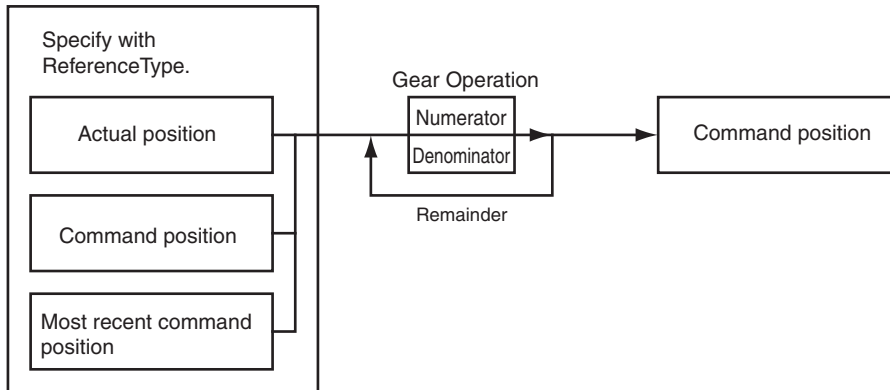 Specify with
ReferenceType.
Actual position
Command position
Most recent command
position
Gear Operation
Numerator
Denominator
Remainder
Command position